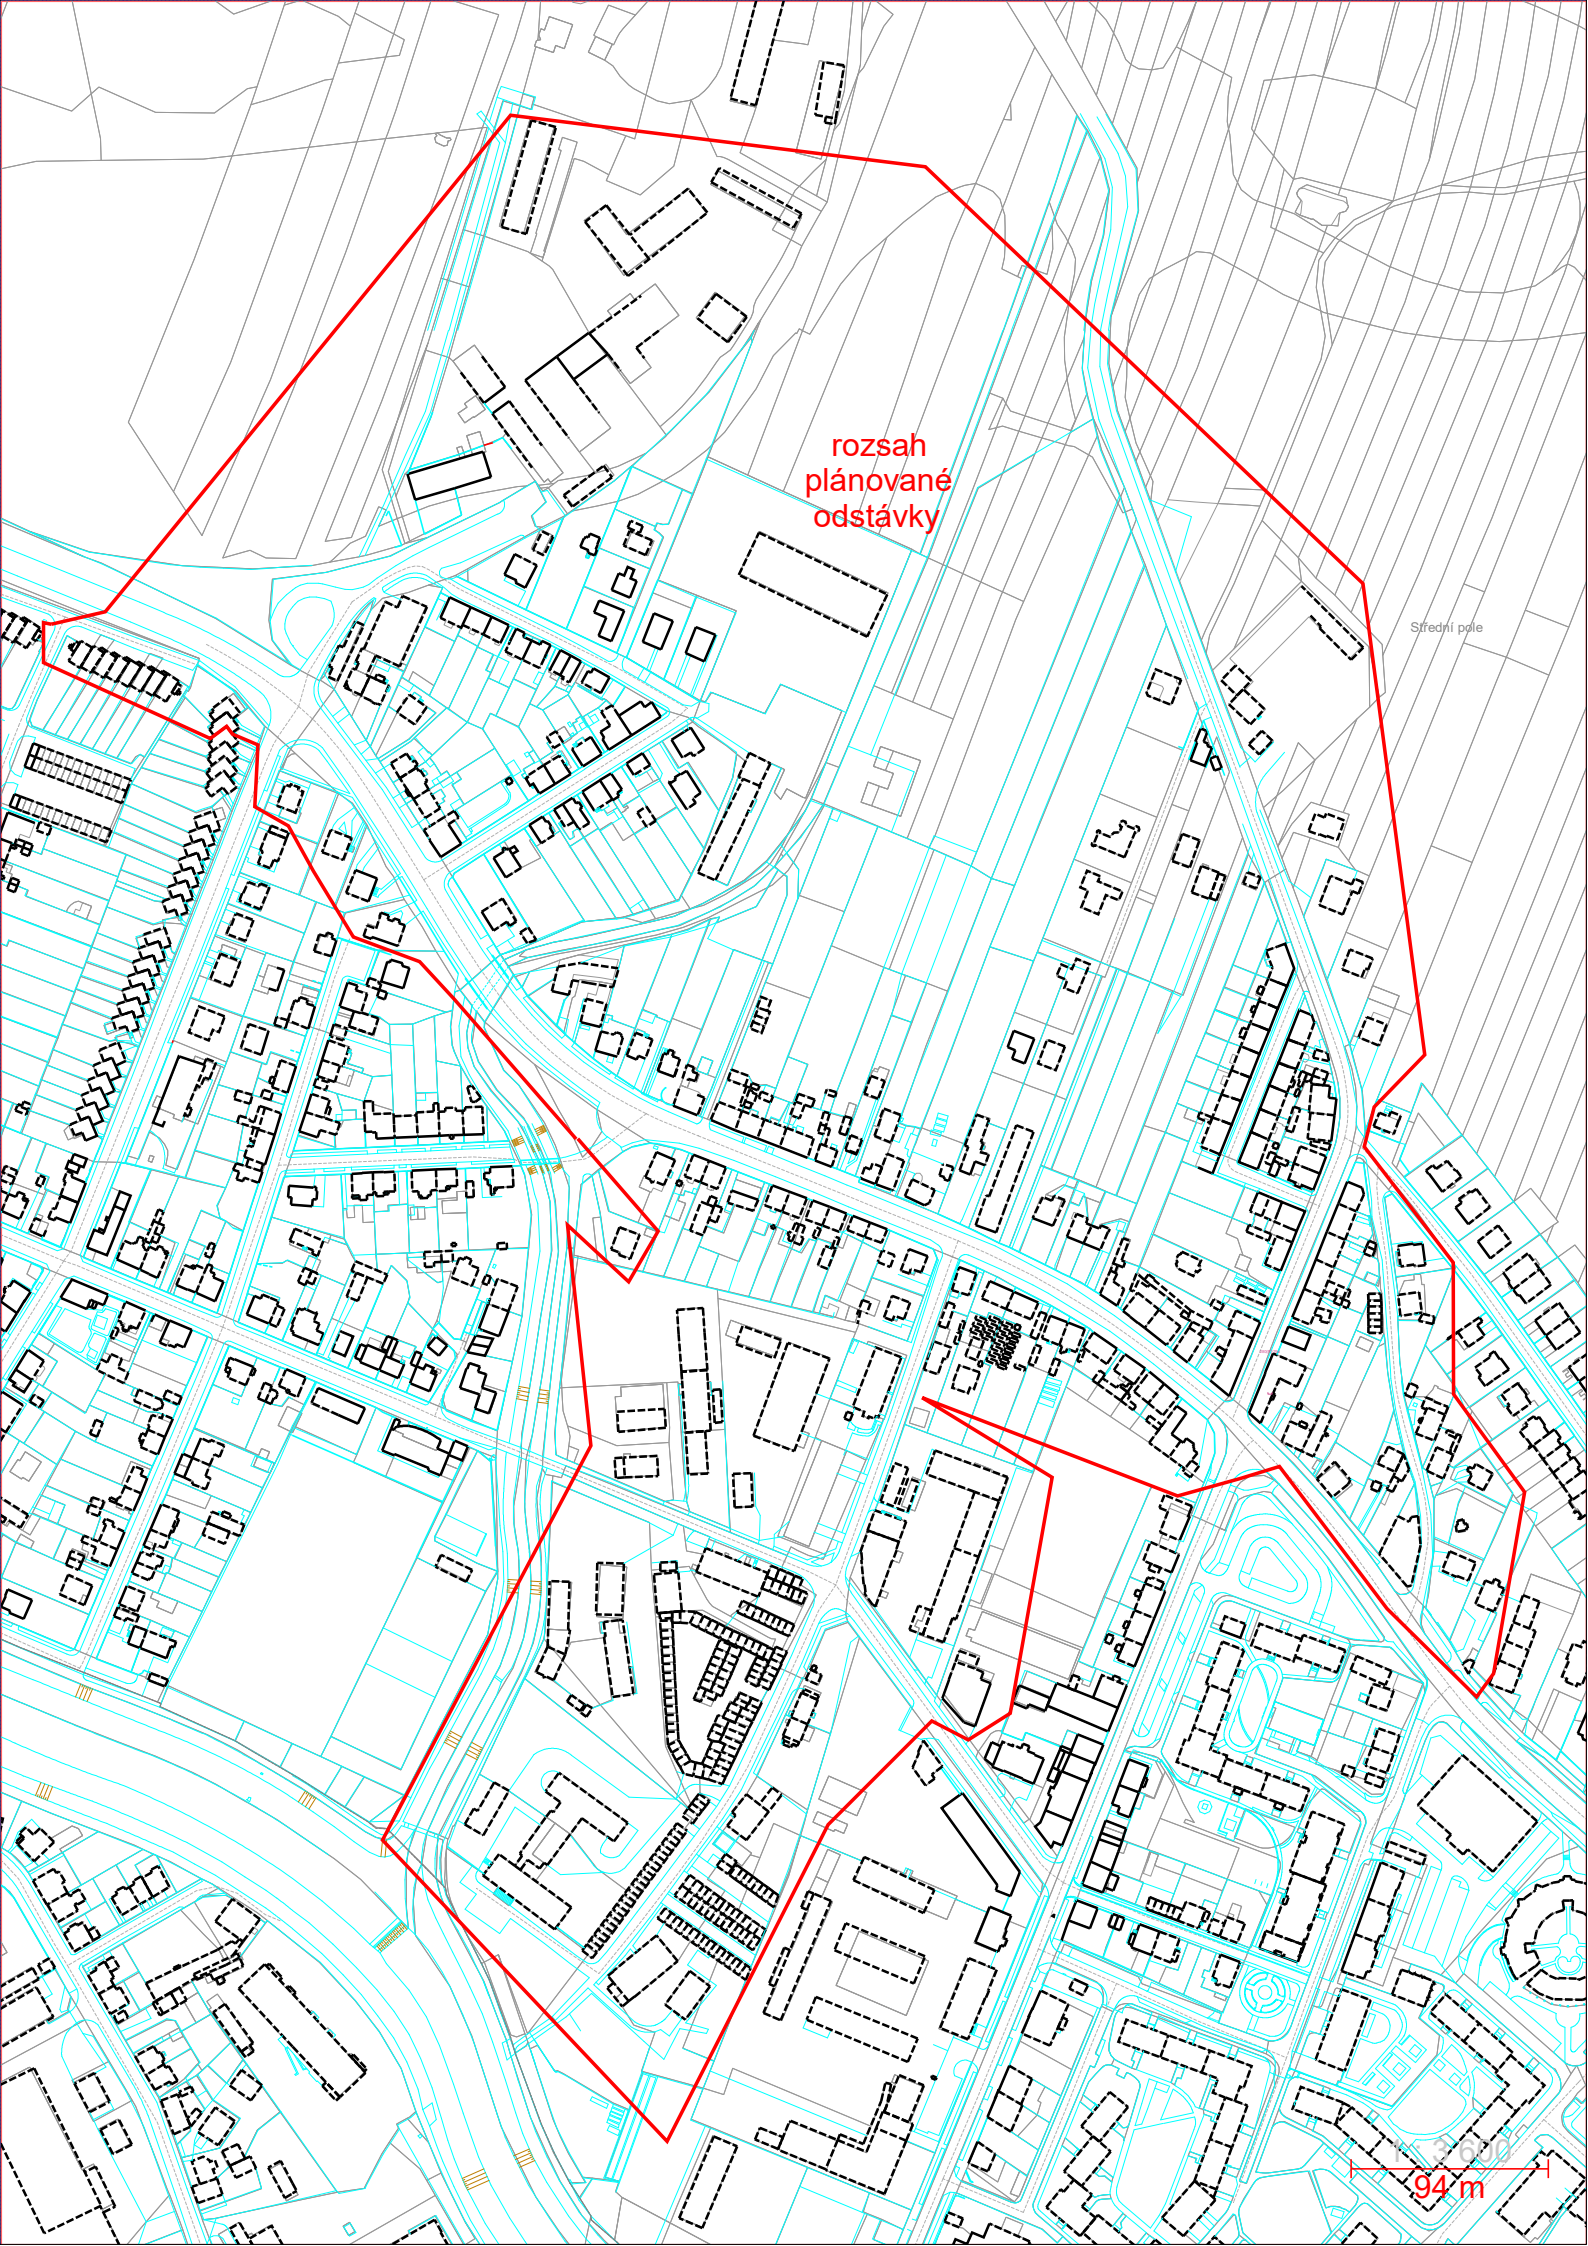 rozsah
plánované
odstávky
Střední pole
1 : 3 600
94 m